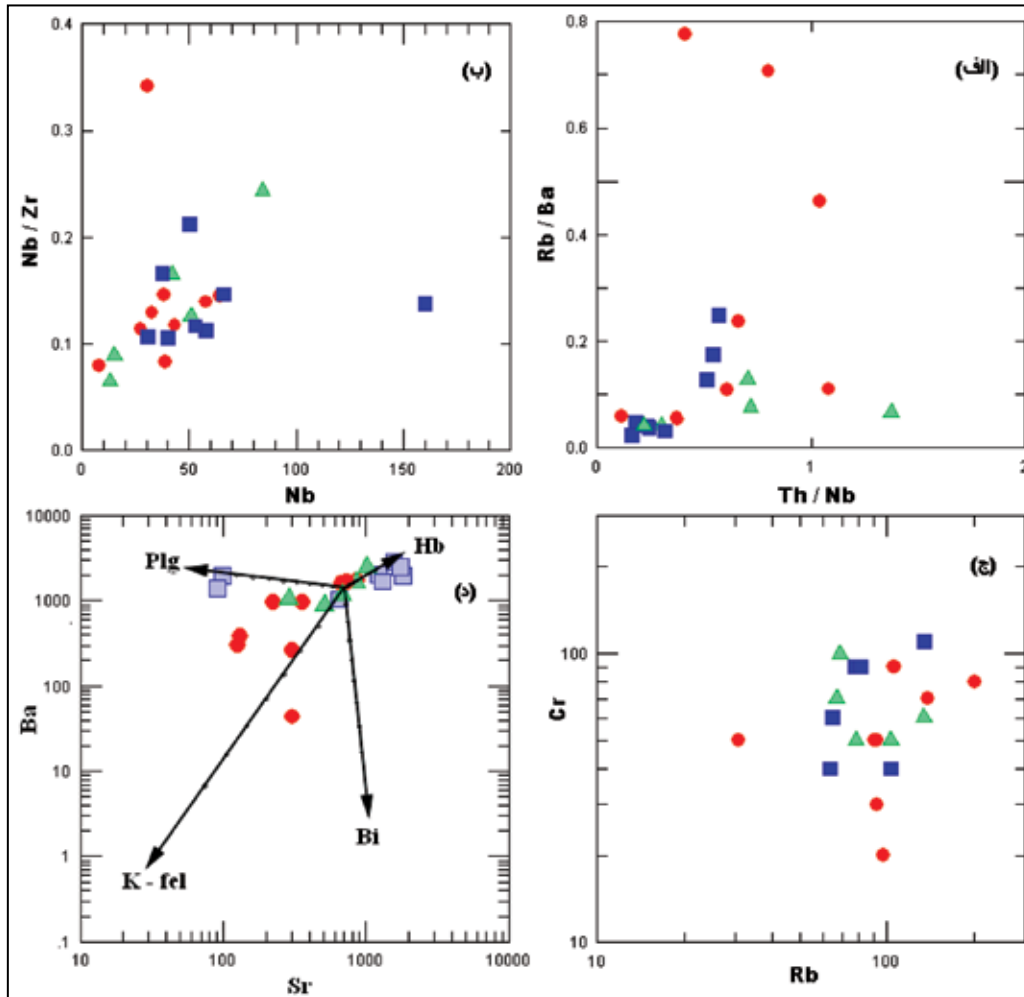 0.4
0.3
0.2
0.1
0.0
Nb / Zr
(ب)
0 50 100 150 200
Nb
0.8
0.6
0.8
0.4
0.2
0.0
Rb / Ba
(الف)
0 1 2
Th / Nb
10000
1000
100
10
1
.1
Ba
Plg
Hb
(د)
Bi
K - fel
10 100 1000 10000
Sr
100
10
Cr
(ج)
10 100
Rb